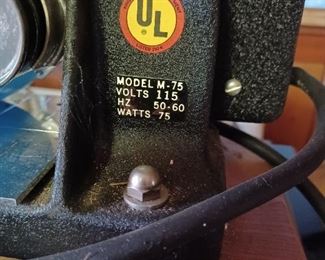 UL
®
MODEL M-75
VOLTS 115
HZ 50-60
WATTS 75